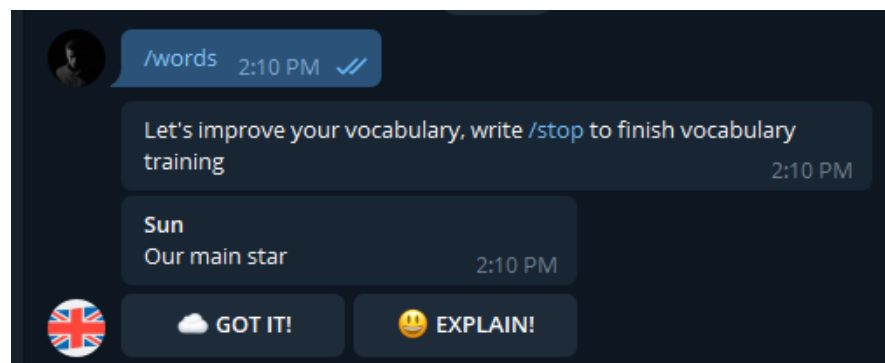 /words 2:10 PM
Let's improve your vocabulary, write /stop to finish vocabulary
training 2:10 PM
Sun
Our main star 2:10 PM
☁️ GOT IT! 😃 EXPLAIN!